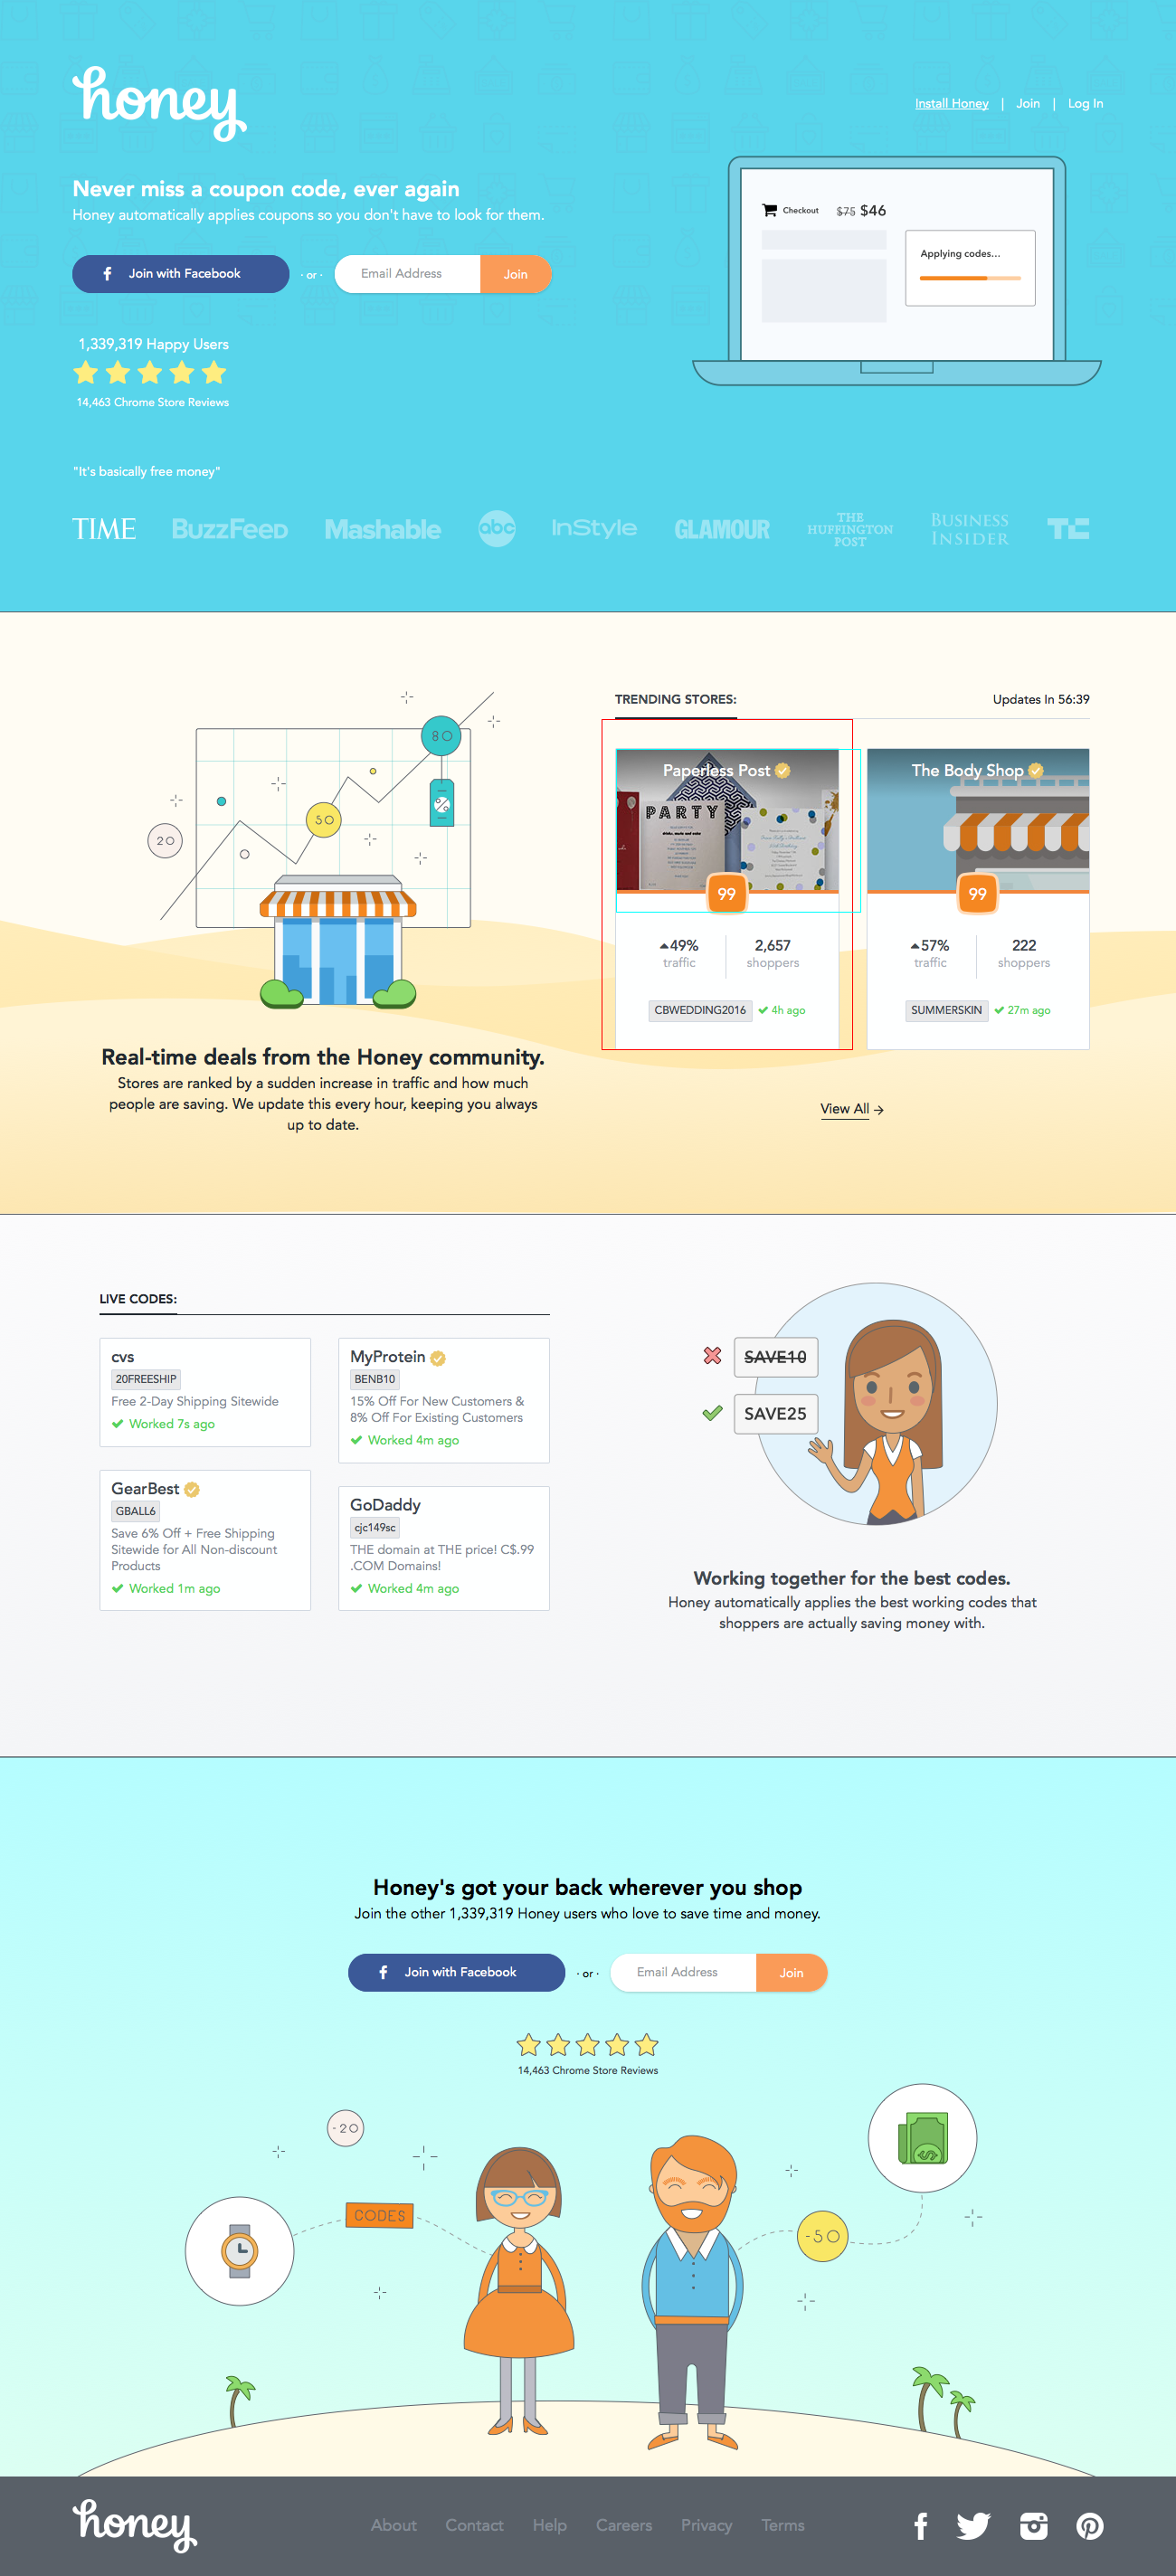 honey
Install Honey | Join | Log In
Never miss a coupon code, ever again
Honey automatically applies coupons so you don't have to look for them.
Join with Facebook
· or ·
Email Address
Join
Checkout $75 $46
Applying codes...
1,339,319 Happy Users
14,463 Chrome Store Reviews
"It's basically free money"
TIME
BuzzFeed
Mashable
abc
InStyle
GLAMOUR
THE
HUFFINGTON
POST
BUSINESS
INSIDER
TC
TRENDING STORES:
Updates In 56:39
80
50
20
Paperless Post
PARTY
99
49%
traffic
2,657
shoppers
CBWEDDING2016
4h ago
The Body Shop
99
57%
traffic
222
shoppers
SUMMERSKIN
27m ago
Real-time deals from the Honey community.
Stores are ranked by a sudden increase in traffic and how much
people are saving. We update this every hour, keeping you always
up to date.
View All →
LIVE CODES:
cvs
20FREESHIP
Free 2-Day Shipping Sitewide
Worked 7s ago
MyProtein
BENB10
15% Off For New Customers &
8% Off For Existing Customers
Worked 4m ago
GearBest
GBALL6
Save 6% Off + Free Shipping
Sitewide for All Non-discount
Products
Worked 1m ago
GoDaddy
cjc149sc
THE domain at THE price! C$.99
.COM Domains!
Worked 4m ago
SAVE10
SAVE25
Working together for the best codes.
Honey automatically applies the best working codes that
shoppers are actually saving money with.
Honey's got your back wherever you shop
Join the other 1,339,319 Honey users who love to save time and money.
Join with Facebook
· or ·
Email Address
Join
14,463 Chrome Store Reviews
-20
CODES
-50
honey
About
Contact
Help
Careers
Privacy
Terms